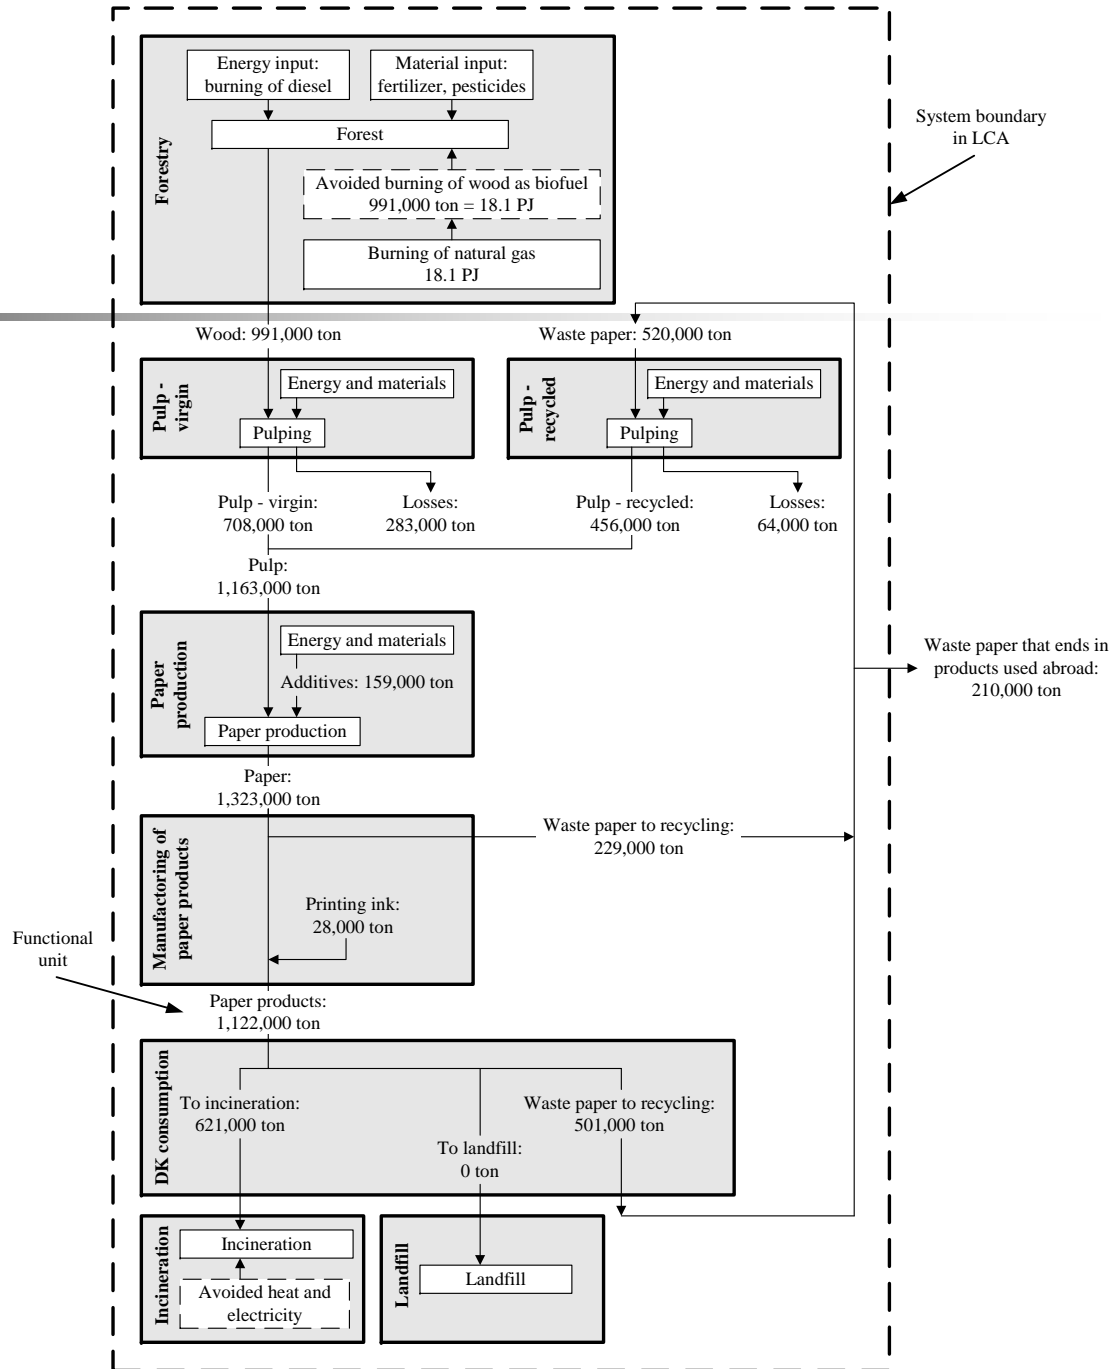 Energy input:
burning of diesel
Material input:
fertilizer, pesticides
Forest
Avoided burning of wood as biofuel
991,000 ton = 18.1 PJ
Burning of natural gas
18.1 PJ
Forestry
System boundary
in LCA
Wood: 991,000 ton
Waste paper: 520,000 ton
Pulp -
virgin
Energy and materials
Pulping
Pulp -
recycled
Energy and materials
Pulping
Pulp - virgin:
708,000 ton
Losses:
283,000 ton
Pulp - recycled:
456,000 ton
Losses:
64,000 ton
Pulp:
1,163,000 ton
Paper
production
Energy and materials
Additives: 159,000 ton
Paper production
Waste paper that ends in
products used abroad:
210,000 ton
Paper:
1,323,000 ton
Manufactoring of
paper products
Waste paper to recycling:
229,000 ton
Printing ink:
28,000 ton
Functional
unit
Paper products:
1,122,000 ton
DK consumption
To incineration:
621,000 ton
To landfill:
0 ton
Waste paper to recycling:
501,000 ton
Incineration
Incineration
Avoided heat and
electricity
Landfill
Landfill